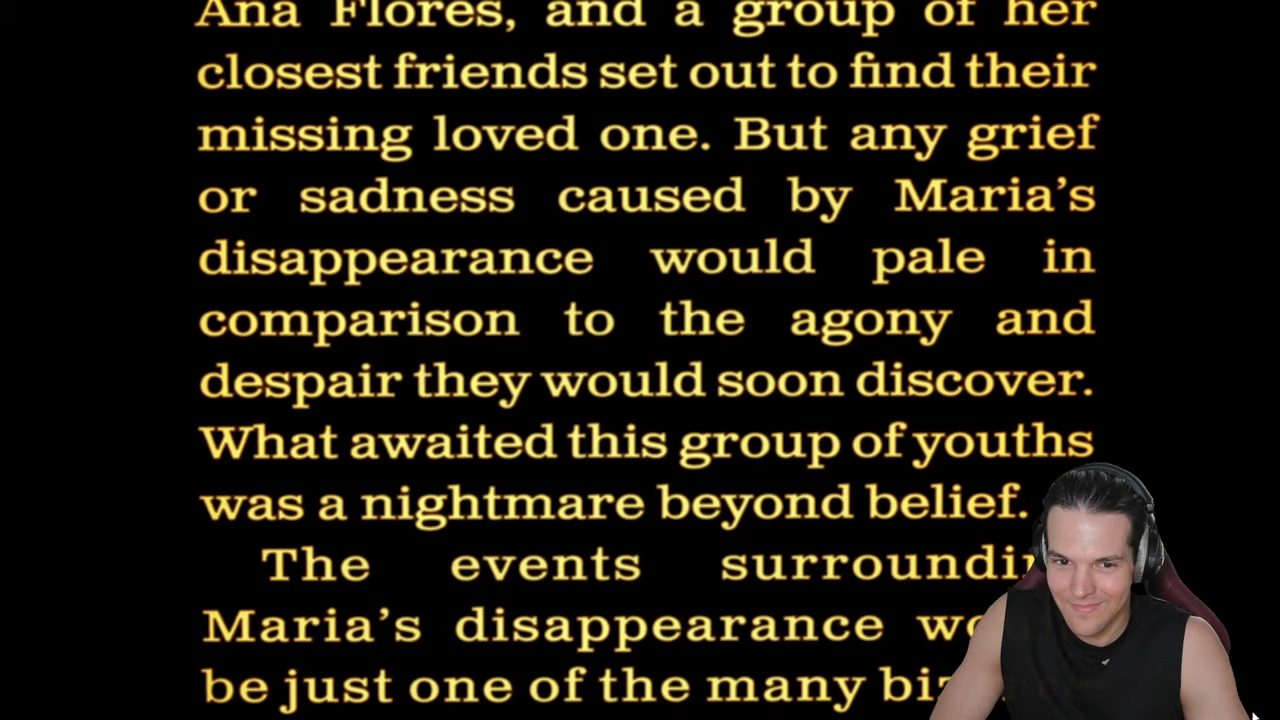 Ana Flores, and a group of her
closest friends set out to find their
missing loved one. But any grief
or sadness caused by Maria’s
disappearance would pale in
comparison to the agony and
despair they would soon discover.
What awaited this group of youths
was a nightmare beyond belief.
The events
Maria’s disappearance
be just one of the many